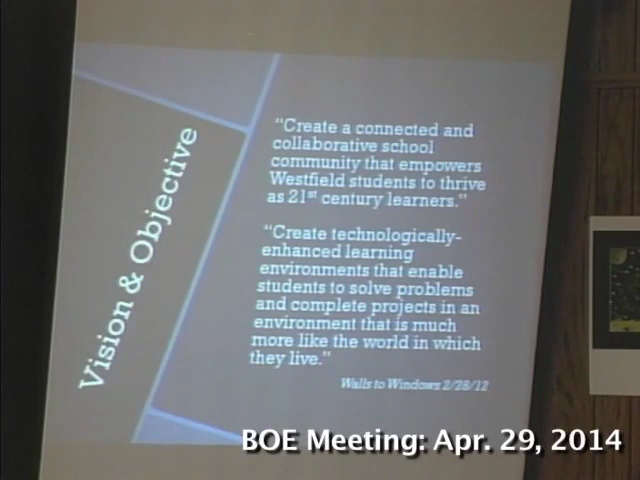 Vision & Objective
“Create a connected and
collaborative school
community that empowers
Westfield students to thrive
as 21st century learners.”
“Create technologically-
enhanced learning
environments that enable
students to solve problems
and complete projects in an
environment that is much
more like the world in which
they live.”
Walls to Windows 2/28/12
BOE Meeting: Apr. 29, 2014